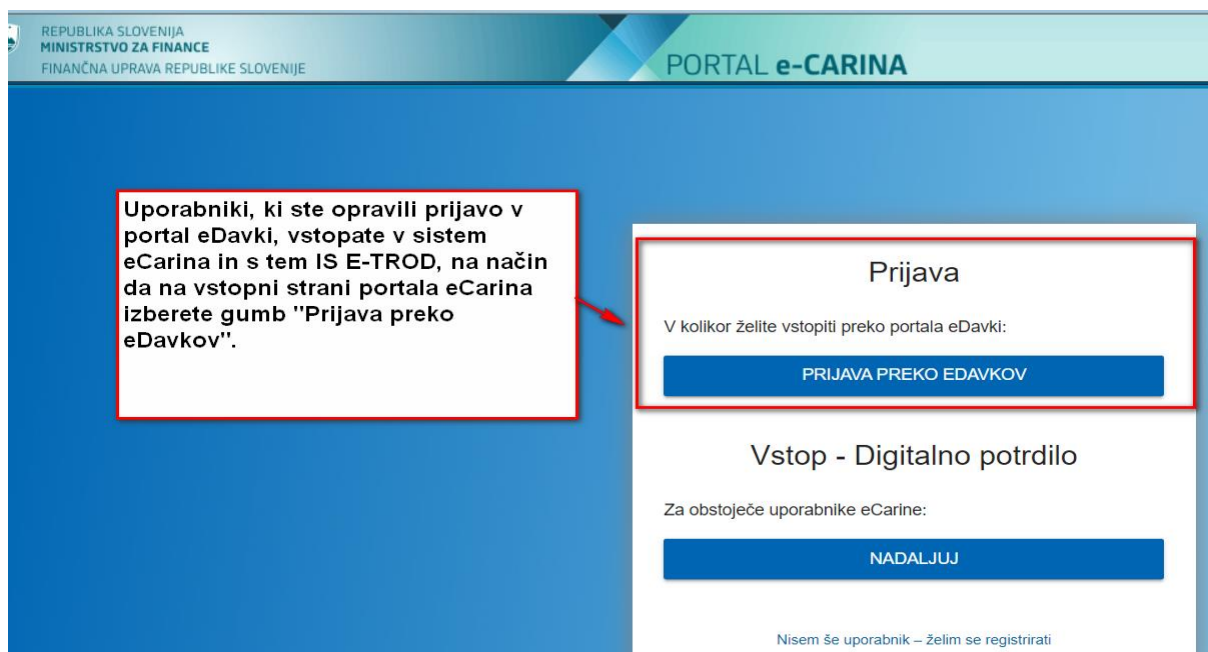 REPUBLIKA SLOVENIJA
MINISTRSTVO ZA FINANCE
FINANČNA UPRAVA REPUBLIKE SLOVENIJE
PORTAL e-CARINA
Uporabniki, ki ste opravili prijavo v
portal eDavki, vstopate v sistem
eCarina in s tem IS E-TROD, na način
da na vstopni strani portala eCarina
izberete gumb "Prijava preko
eDavkov".
Prijava
V kolikor želite vstopiti preko portala eDavki:
PRIJAVA PREKO EDAVKOV
Vstop - Digitalno potrdilo
Za obstoječe uporabnike eCarine:
NADALJUJ
Nisem še uporabnik – želim se registrirati